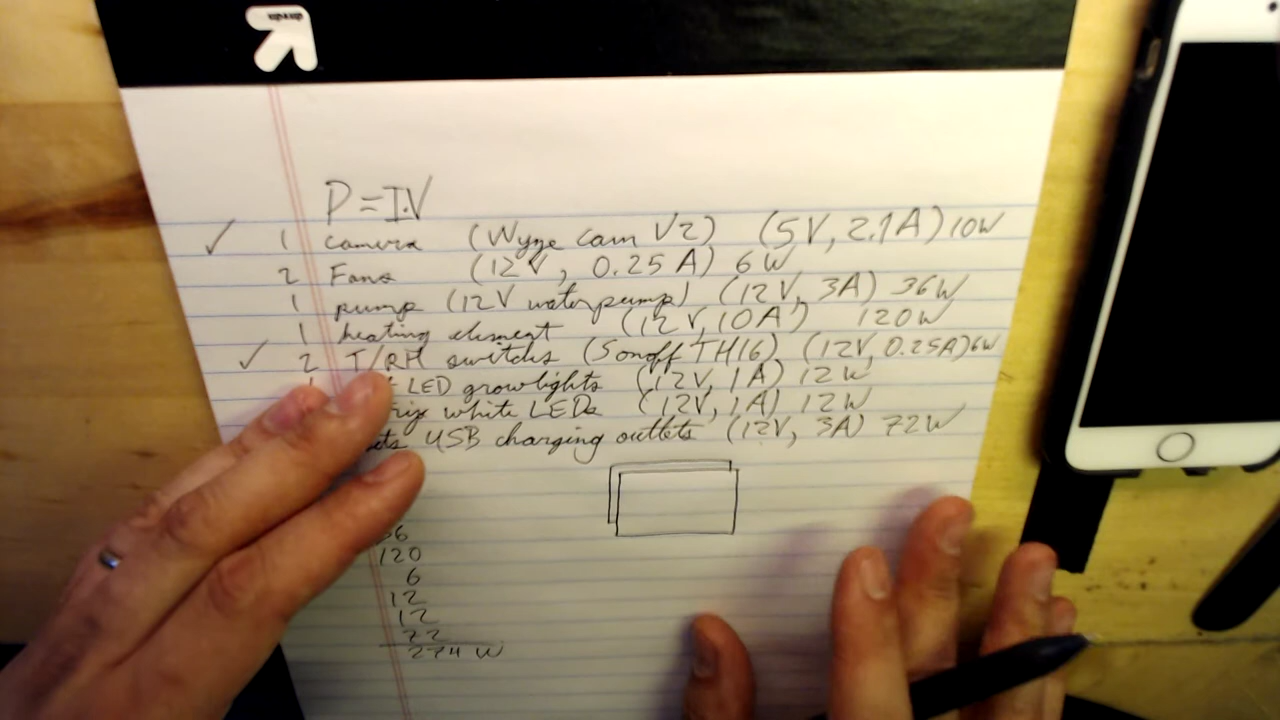 P=I·V
✓ 1 camera (Wyze cam V2) (5V, 2.1A) 10W
2 Fans (12V, 0.25A) 6W
1 pump (12V water pump) (12V, 3A) 36W
1 heating element (12V, 10A) 120W
✓ 2 T/RH switches (Sonoff TH16) (12V, 0.25A) 6W
LED growlights (12V, 1A) 12W
white LEDs (12V, 1A) 12W
USB charging outlets (12V, 3A) 72W
36
120
6
12
12
72
274 W